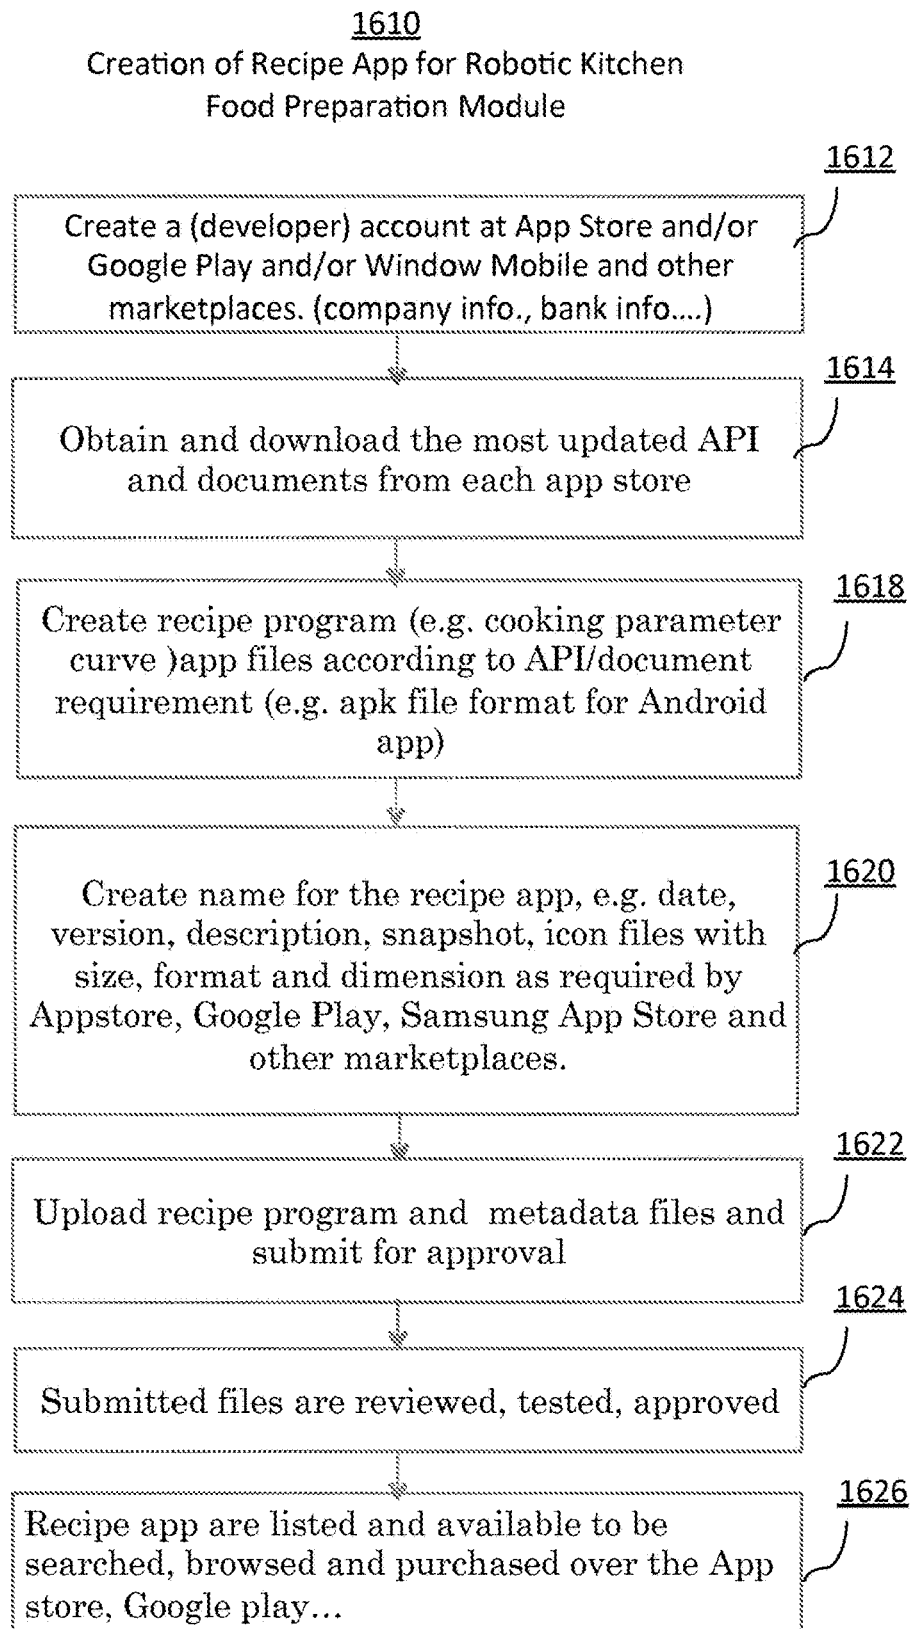 1610
Creation of Recipe App for Robotic Kitchen
Food Preparation Module
1612
Create a (developer) account at App Store and/or
Google Play and/or Window Mobile and other
marketplaces. (company info., bank info....)
1614
Obtain and download the most updated API
and documents from each app store
1618
Create recipe program (e.g. cooking parameter
curve )app files according to API/document
requirement (e.g. apk file format for Android
app)
1620
Create name for the recipe app, e.g. date,
version, description, snapshot, icon files with
size, format and dimension as required by
Appstore, Google Play, Samsung App Store and
other marketplaces.
1622
Upload recipe program and metadata files and
submit for approval
1624
Submitted files are reviewed, tested, approved
1626
Recipe app are listed and available to be
searched, browsed and purchased over the App
store, Google play...